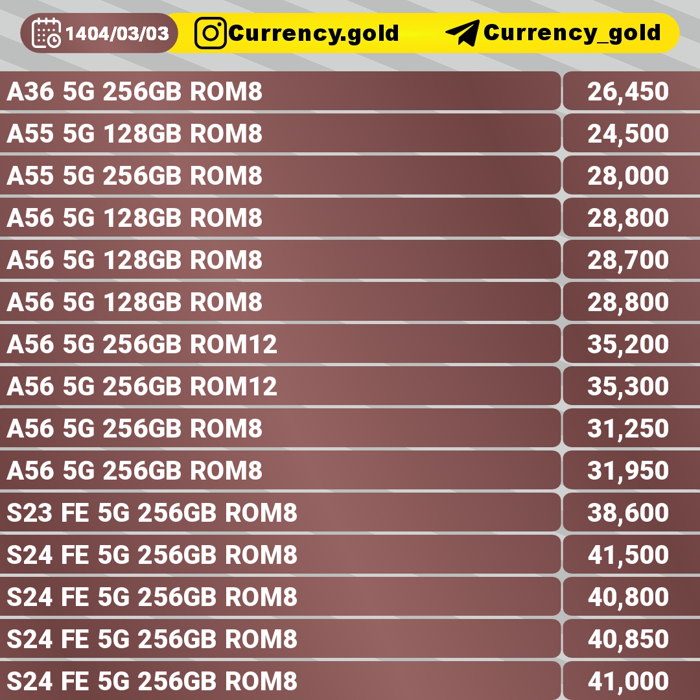 1404/03/03 Currency.gold Currency_gold
A36 5G 256GB ROM8 26,450
A55 5G 128GB ROM8 24,500
A55 5G 256GB ROM8 28,000
A56 5G 128GB ROM8 28,800
A56 5G 128GB ROM8 28,700
A56 5G 128GB ROM8 28,800
A56 5G 256GB ROM12 35,200
A56 5G 256GB ROM12 35,300
A56 5G 256GB ROM8 31,250
A56 5G 256GB ROM8 31,950
S23 FE 5G 256GB ROM8 38,600
S24 FE 5G 256GB ROM8 41,500
S24 FE 5G 256GB ROM8 40,800
S24 FE 5G 256GB ROM8 40,850
S24 FE 5G 256GB ROM8 41,000